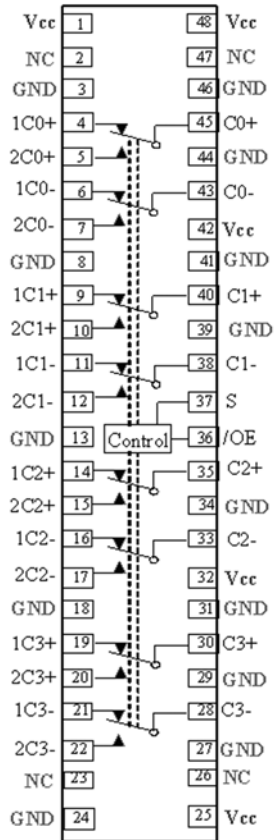 Vcc 1 48 Vcc
NC 2 47 NC
GND 3 46 GND
1C0+ 4 45 C0+
2C0+ 5 44 GND
1C0- 6 43 C0-
2C0- 7 42 Vcc
GND 8 41 GND
1C1+ 9 40 C1+
2C1+ 10 39 GND
1C1- 11 38 C1-
2C1- 12 37 S
GND 13 Control 36 /OE
1C2+ 14 35 C2+
2C2+ 15 34 GND
1C2- 16 33 C2-
2C2- 17 32 Vcc
GND 18 31 GND
1C3+ 19 30 C3+
2C3+ 20 29 GND
1C3- 21 28 C3-
2C3- 22 27 GND
NC 23 26 NC
GND 24 25 Vcc